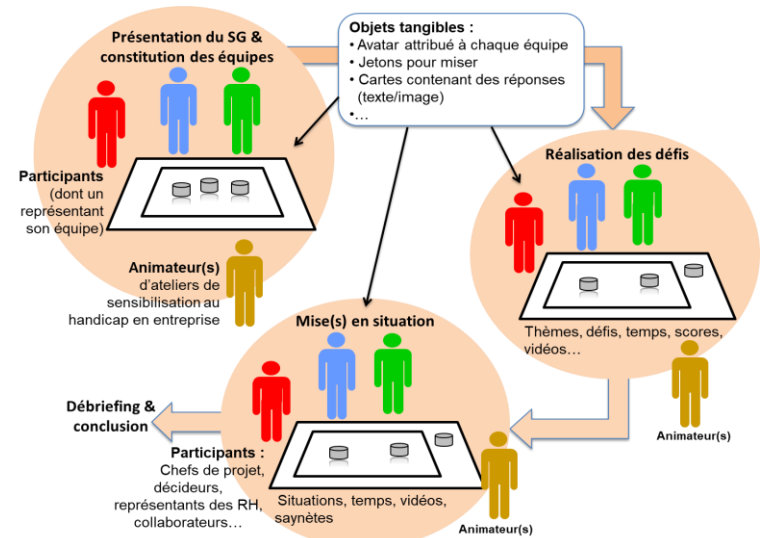 Présentation du SG &
constitution des équipes
Objets tangibles :
• Avatar attribué à chaque équipe
• Jetons pour miser
• Cartes contenant des réponses
(texte/image)
•…
Participants
(dont un
représentant
son équipe)
Animateur(s)
d'ateliers de
sensibilisation au
handicap en entreprise
Réalisation des défis
Thèmes, défis, temps, scores,
vidéos…
Animateur(s)
Mise(s) en situation
Participants :
Chefs de projet,
décideurs,
représentants des RH,
collaborateurs…
Situations, temps, vidéos,
saynètes
Animateur(s)
Débriefing &
conclusion